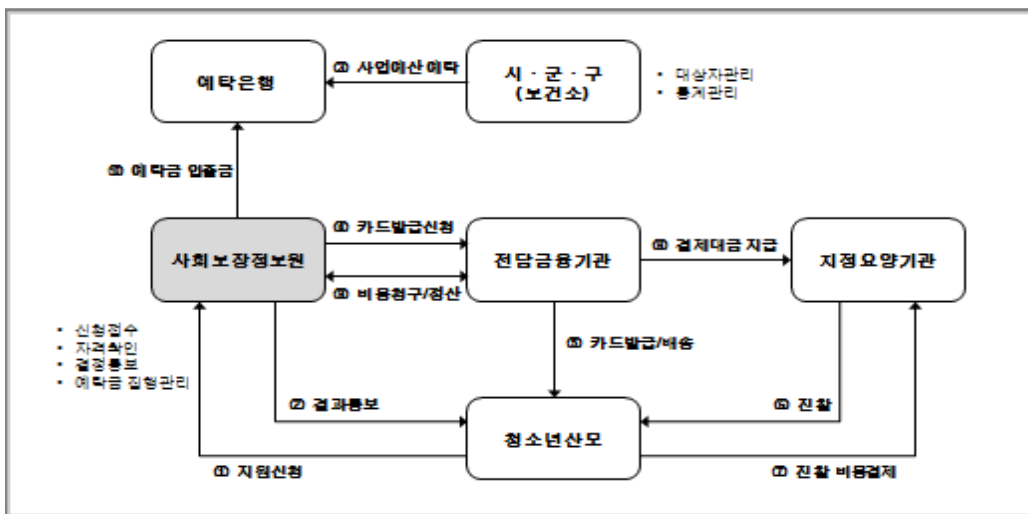 예탁은행
③ 사업예산 예탁
시 · 군 · 구
(보건소)
• 대상자관리
• 통계관리
⑩ 예탁금 입출금
사회보장정보원
④ 카드발급신청
전담금융기관
⑧ 결제대금 지급
지정요양기관
⑨ 비용청구/정산
• 신청접수
• 자격확인
• 결정통보
• 예탁금 집행관리
⑤ 카드발급/배송
② 결과통보
⑥ 진찰
청소년산모
① 지원신청
⑦ 진찰 비용결제